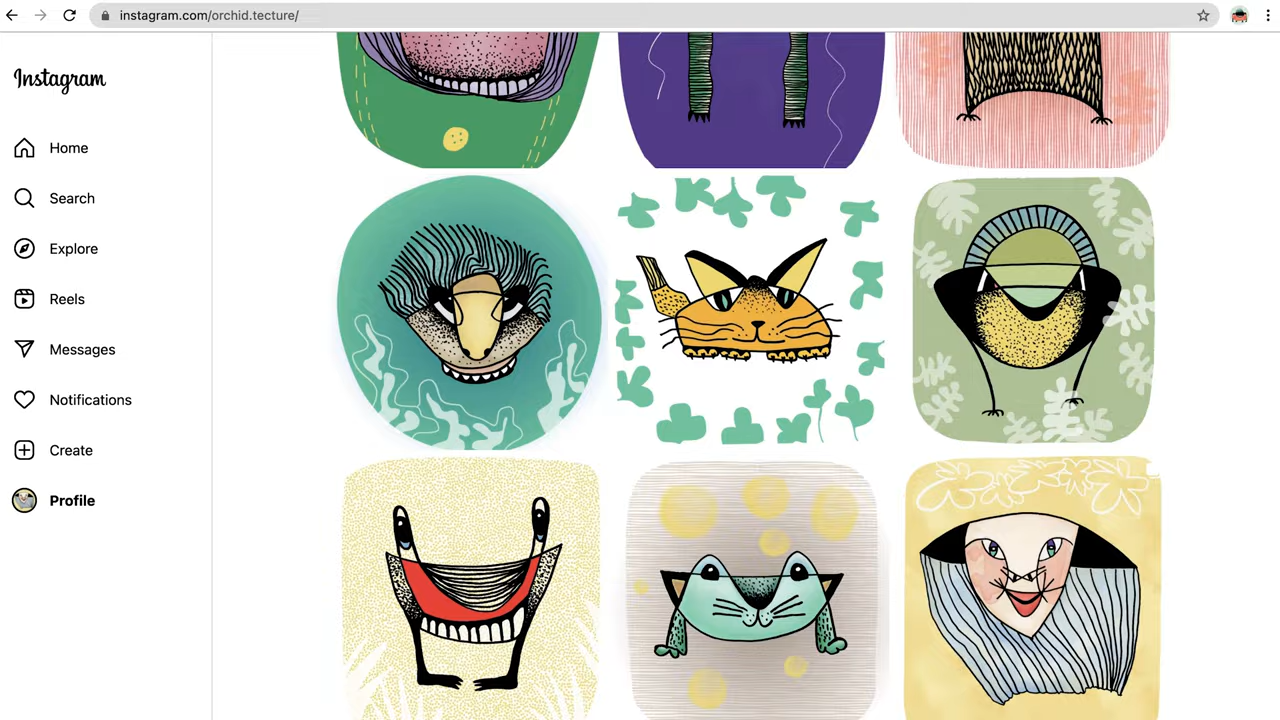 instagram.com/orchid.tecture/
Instagram
Home
Search
Explore
Reels
Messages
Notifications
Create
Profile